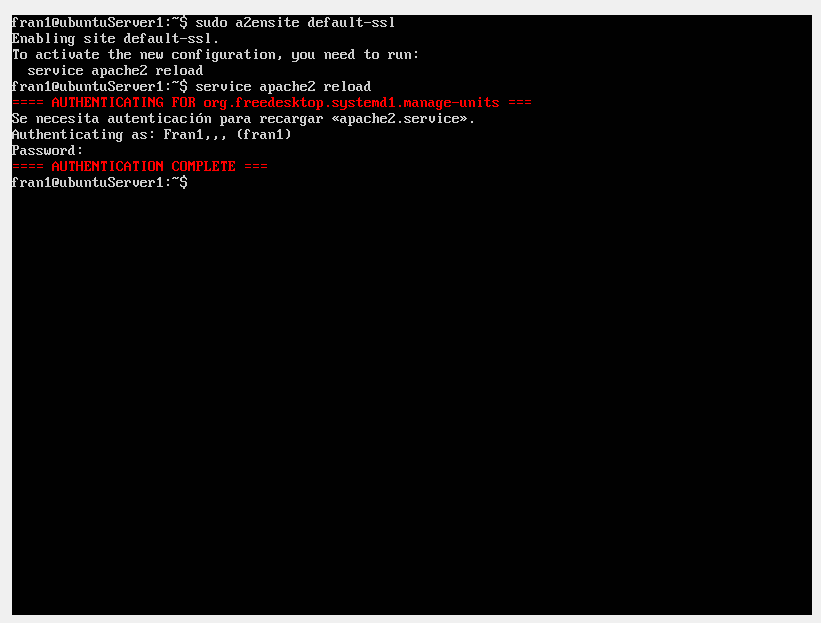 fran1@ubuntuServer1:~$ sudo a2ensite default-ssl
Enabling site default-ssl.
To activate the new configuration, you need to run:
  service apache2 reload
fran1@ubuntuServer1:~$ service apache2 reload
==== AUTHENTICATING FOR org.freedesktop.systemd1.manage-units ===
Se necesita autenticación para recargar «apache2.service».
Authenticating as: Fran1,,, (fran1)
Password:
==== AUTHENTICATION COMPLETE ===
fran1@ubuntuServer1:~$